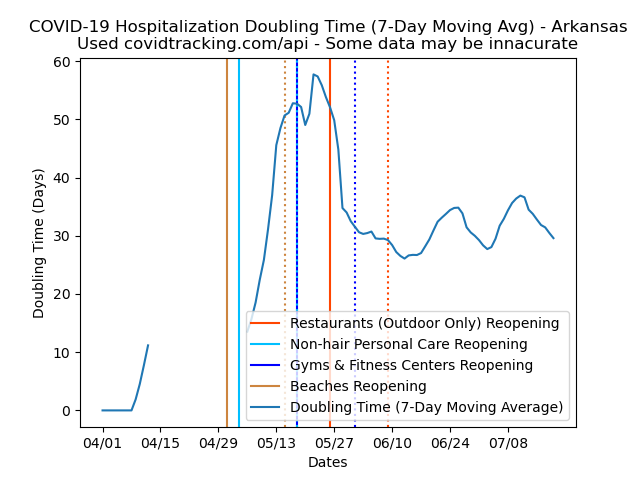 COVID-19 Hospitalization Doubling Time (7-Day Moving Avg) - Arkansas
Used covidtracking.com/api - Some data may be innacurate
60
50
40
30
20
10
0
Doubling Time (Days)
Restaurants (Outdoor Only) Reopening
Non-hair Personal Care Reopening
Gyms & Fitness Centers Reopening
Beaches Reopening
Doubling Time (7-Day Moving Average)
04/01 04/15 04/29 05/13 05/27 06/10 06/24 07/08
Dates